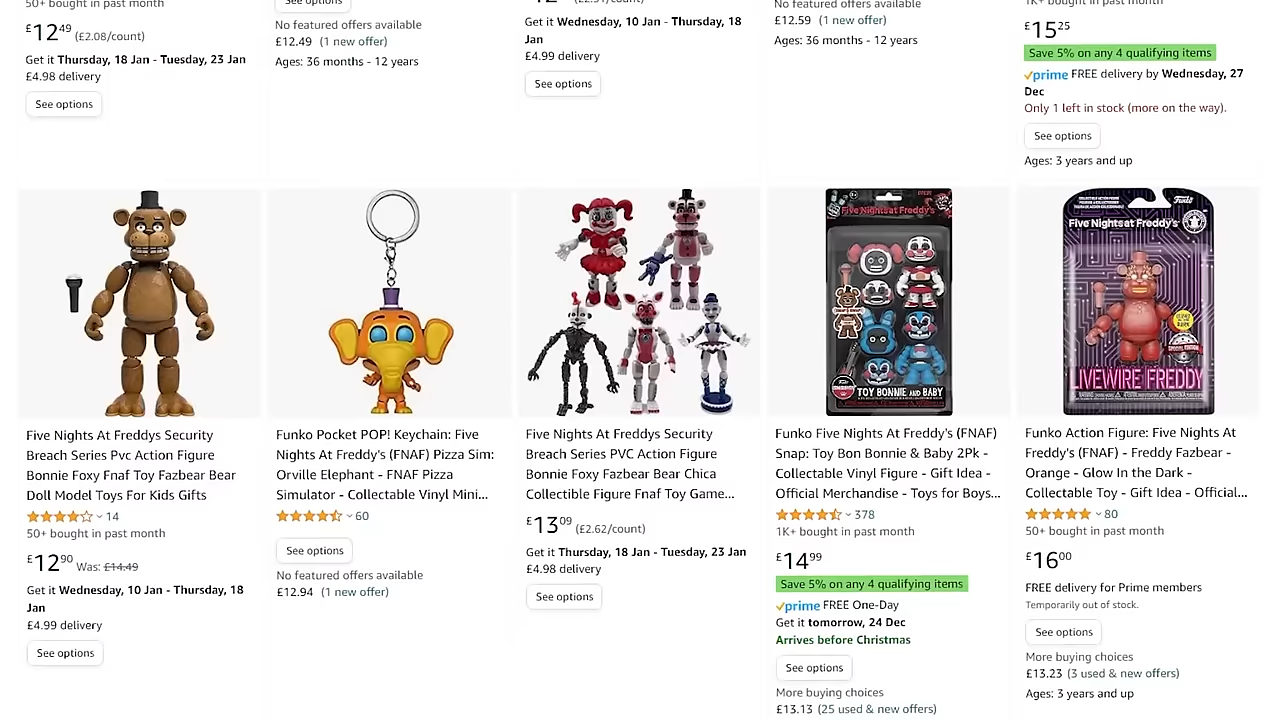 50+ bought in past month
£12.49 (£2.08/count)
Get it Thursday, 18 Jan - Tuesday, 23 Jan
£4.98 delivery
See options
See options
No featured offers available
£12.49 (1 new offer)
Ages: 36 months - 12 years
Get it Wednesday, 10 Jan - Thursday, 18
Jan
£4.99 delivery
See options
No featured offers available
£12.59 (1 new offer)
Ages: 36 months - 12 years
1K+ bought in past month
£15.25
Save 5% on any 4 qualifying items
prime FREE delivery by Wednesday, 27
Dec
Only 1 left in stock (more on the way).
See options
Ages: 3 years and up
Five Nights At Freddys Security
Breach Series Pvc Action Figure
Bonnie Foxy Fnaf Toy Fazbear Bear
Doll Model Toys For Kids Gifts
14
50+ bought in past month
£12.90 Was: £14.49
Get it Wednesday, 10 Jan - Thursday, 18
Jan
£4.99 delivery
See options
Funko Pocket POP! Keychain: Five
Nights At Freddy's (FNAF) Pizza Sim:
Orville Elephant - FNAF Pizza
Simulator - Collectable Vinyl Mini...
60
See options
No featured offers available
£12.94 (1 new offer)
Five Nights At Freddys Security
Breach Series PVC Action Figure
Bonnie Foxy Fazbear Bear Chica
Collectible Figure Fnaf Toy Game...
£13.09 (£2.62/count)
Get it Thursday, 18 Jan - Tuesday, 23 Jan
£4.98 delivery
See options
Five Nights at Freddy's
TOY BONNIE AND BABY
Funko Five Nights At Freddy's (FNAF)
Snap: Toy Bon Bonnie & Baby 2Pk -
Collectable Vinyl Figure - Gift Idea -
Official Merchandise - Toys for Boys...
378
1K+ bought in past month
£14.99
Save 5% on any 4 qualifying items
prime FREE One-Day
Get it tomorrow, 24 Dec
Arrives before Christmas
See options
More buying choices
£13.13 (25 used & new offers)
Funko
Five Nights at Freddy's
LIVEWIRE FREDDY
Funko Action Figure: Five Nights At
Freddy's (FNAF) - Freddy Fazbear -
Orange - Glow In the Dark -
Collectable Toy - Gift Idea - Official...
80
50+ bought in past month
£16.00
FREE delivery for Prime members
Temporarily out of stock.
See options
More buying choices
£13.23 (3 used & new offers)
Ages: 3 years and up